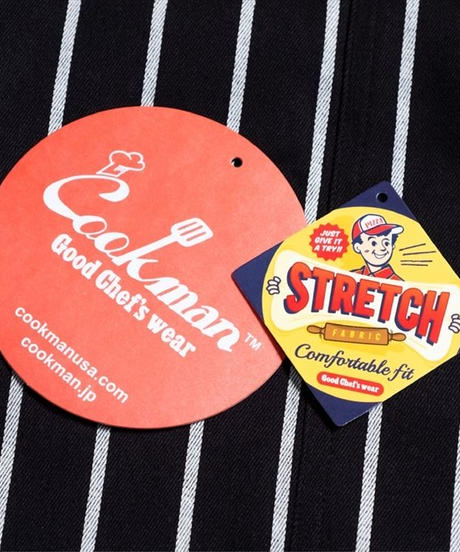 Cookman™
Good Chef's wear
cookmanusa.com
cookman.jp
JUST
GIVE IT
A TRY!!
STRETCH
FABRIC
Comfortable fit
Good Chef's wear